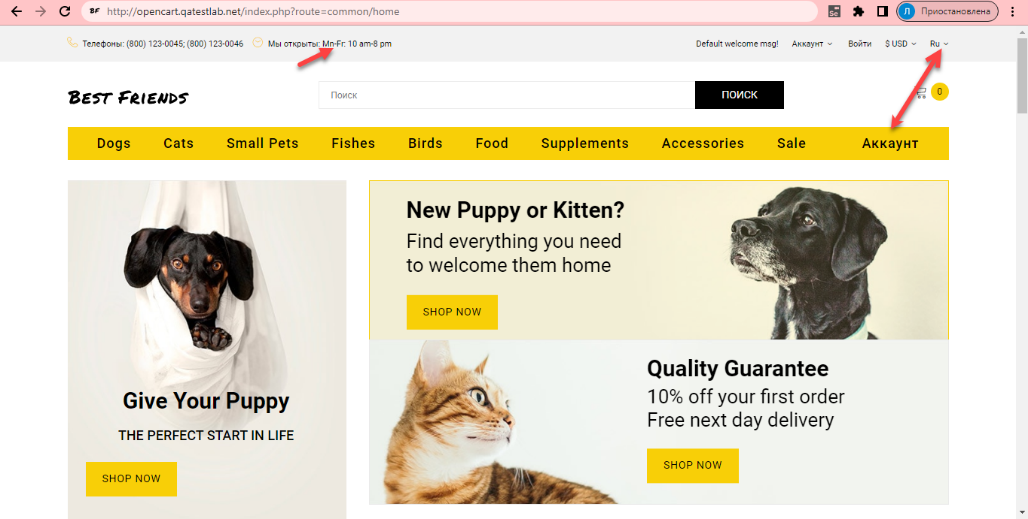 http://opencart.qatestlab.net/index.php?route=common/home
Л Приостановлена
Телефоны: (800) 123-0045; (800) 123-0046
Мы открыты: Mn-Fr: 10 am-8 pm
Default welcome msg!
Аккаунт
Войти
$ USD
Ru
BEST FRIENDS
Поиск
ПОИСК
0
Dogs
Cats
Small Pets
Fishes
Birds
Food
Supplements
Accessories
Sale
Аккаунт
Give Your Puppy
THE PERFECT START IN LIFE
SHOP NOW
New Puppy or Kitten?
Find everything you need
to welcome them home
SHOP NOW
Quality Guarantee
10% off your first order
Free next day delivery
SHOP NOW